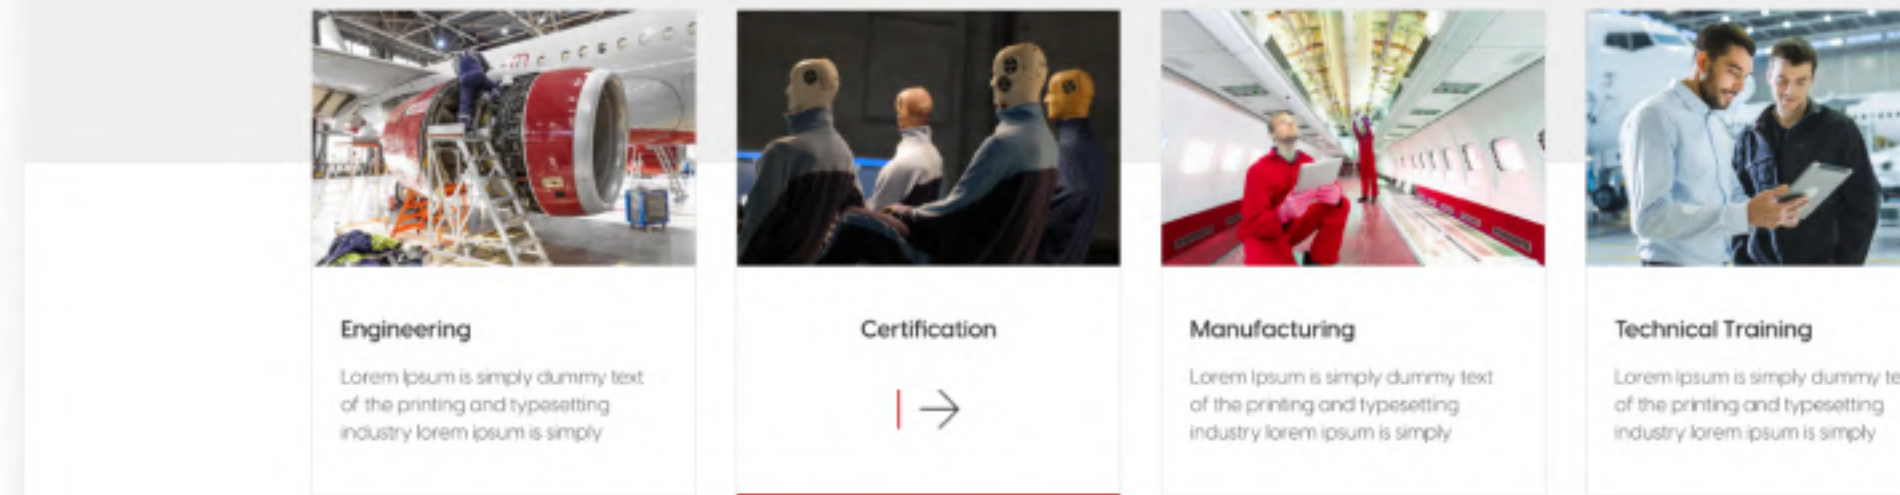 Engineering
Lorem Ipsum is simply dummy text
of the printing and typesetting
industry lorem ipsum is simply
Certification
Manufacturing
Lorem Ipsum is simply dummy text
of the printing and typesetting
industry lorem ipsum is simply
Technical Training
Lorem Ipsum is simply dummy te
of the printing and typesetting
industry lorem ipsum is simply